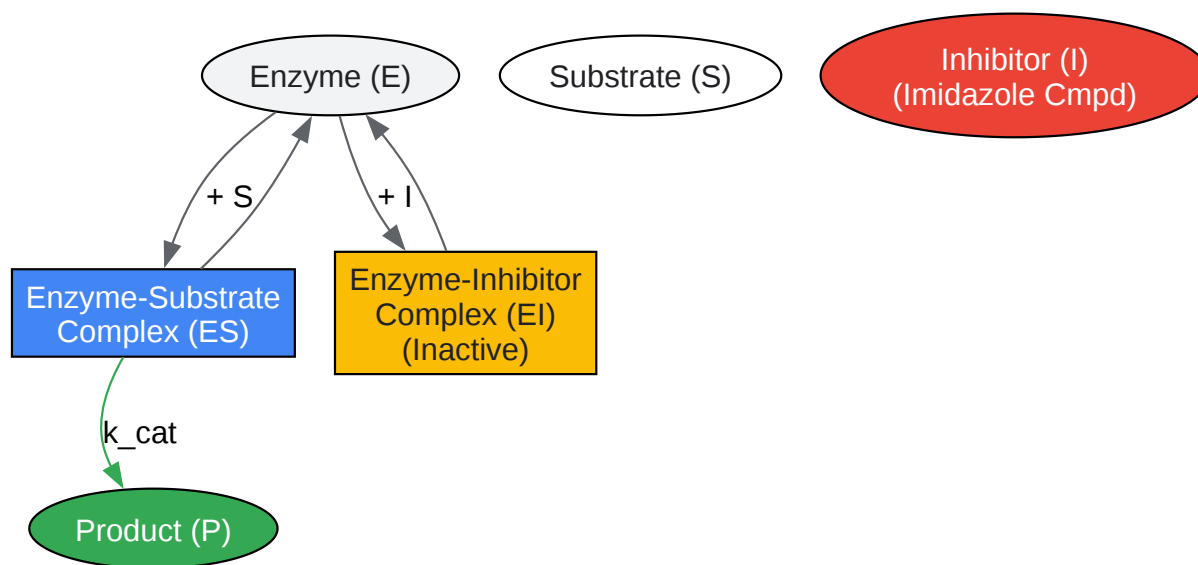 Enzyme (E)
Substrate (S)
Inhibitor (I)
(Imidazole Cmpd)
+ S
+ I
Enzyme-Substrate
Complex (ES)
Enzyme-Inhibitor
Complex (EI)
(Inactive)
k_cat
Product (P)